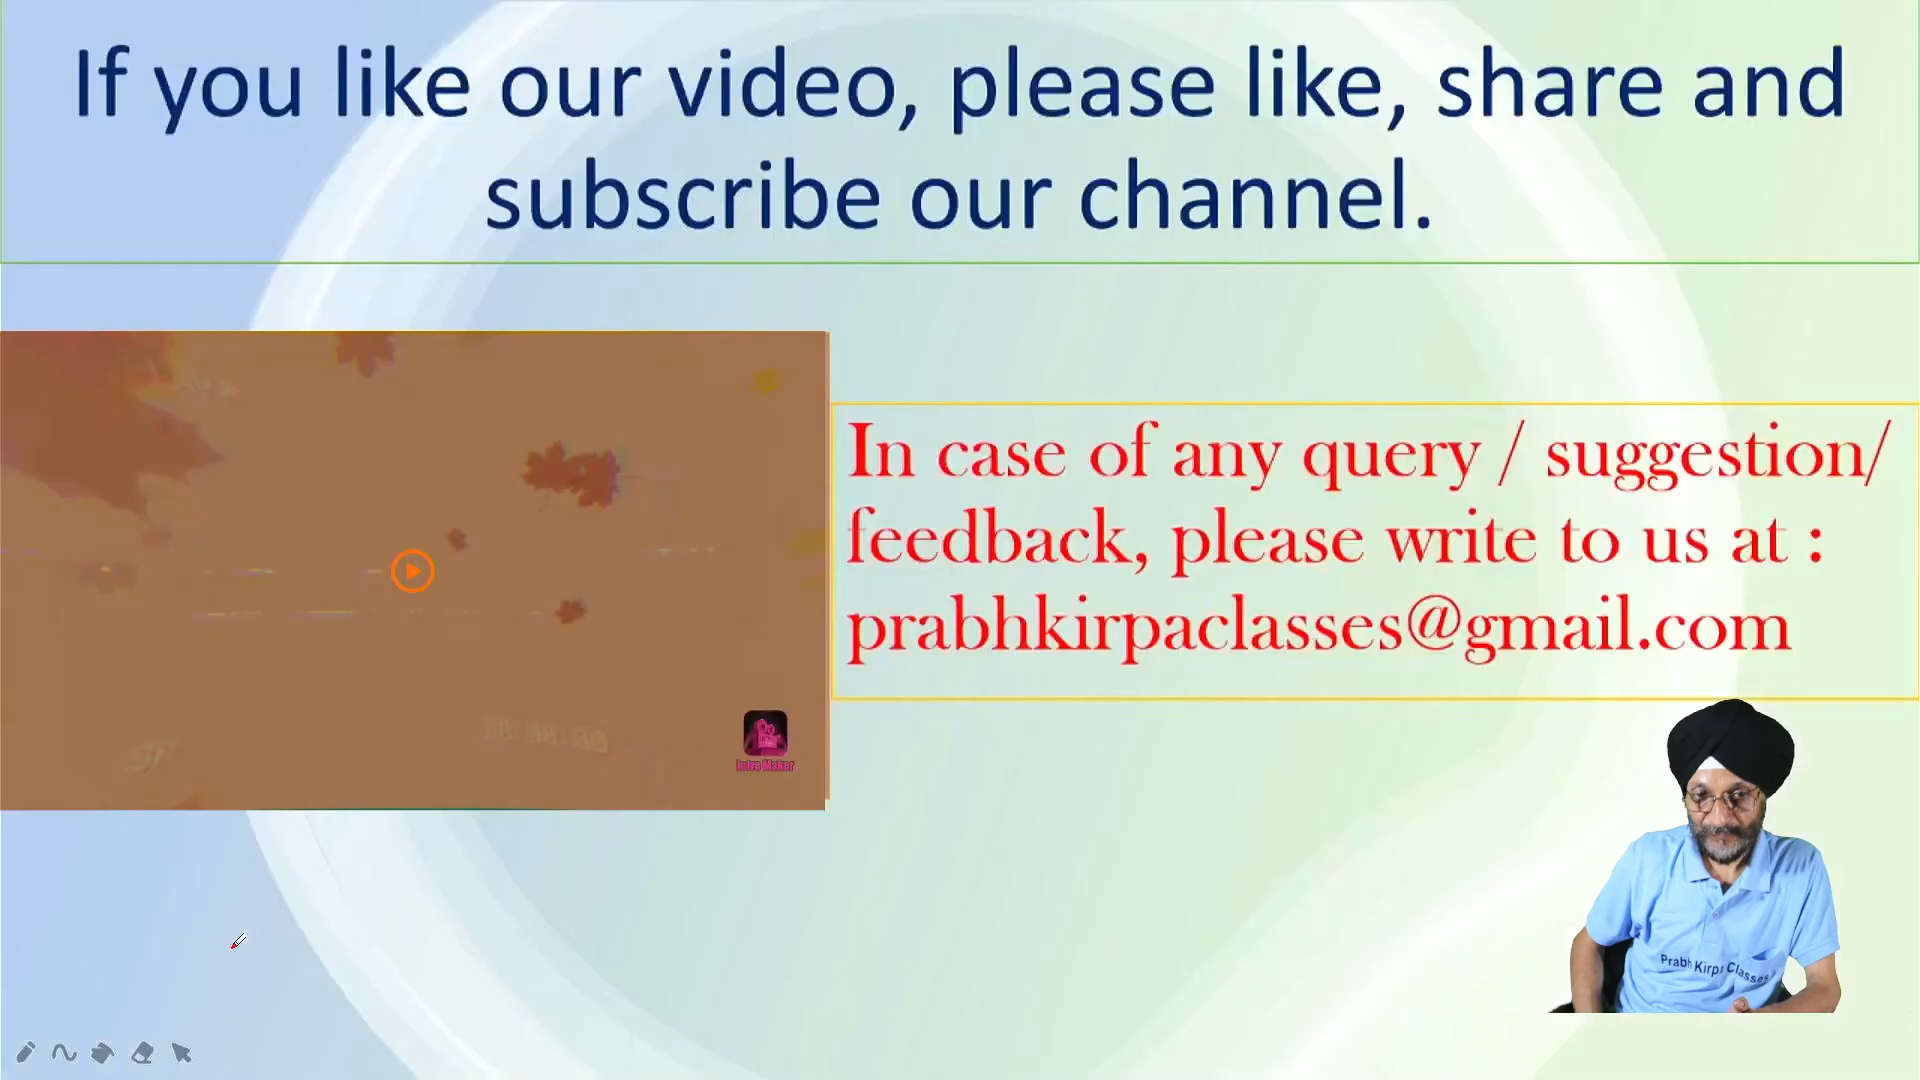 If you like our video, please like, share and
subscribe our channel.
In case of any query / suggestion/
feedback, please write to us at :
prabhkirpaclasses@gmail.com
Intro Maker
Prabh Kirpa Classes